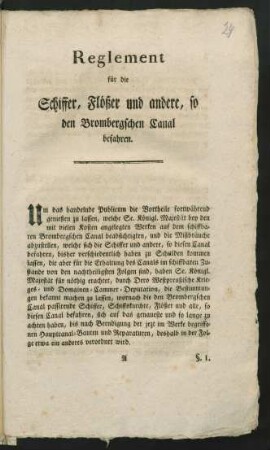 24
Reglement
für die
Schiffer, Flößer und andere, so
den Brombergschen Canal
befahren.
Um das handelnde Publicum die Vortheile fortwährend
genießen zu lassen, welche Se. Königl. Majestät bey den
mit vielen Kosten angelegten Werken auf dem schiffba-
ren Brombergschen Canal beabsichtigten, und die Mißbräuche
abzustellen, welche sich die Schiffer und andere, so diesen Canal
befahren, bisher verschiedentlich haben zu Schulden kommen
lassen, die aber für die Erhaltung des Canals in schiffbaren Zu-
stande von den nachtheiligsten Folgen sind, haben Se. Königl.
Majestät für nöthig erachtet, durch Dero Westpreußische Krie-
ges- und Domainen-Cammer-Deputation, die Bestimmun-
gen bekannt machen zu lassen, wornach die den Brombergschen
Canal passirende Schiffer, Schiffsknechte, Flößer und alle, so
diesen Canal befahren, sich auf das genaueste und so lange zu
achten haben, bis nach Beendigung der jezt im Werke begriffe-
nen Hauptcanal-Bauten und Reparaturen, deshalb in der Fol-
ge etwa ein anderes verordnet wird.
A §. 1.